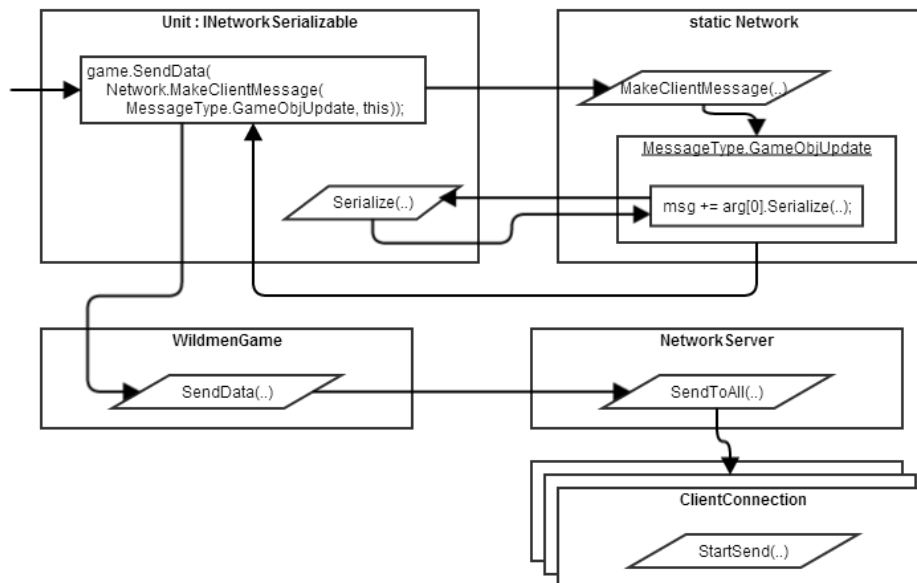 Unit : INetworkSerializable
static Network
game.SendData(
Network.MakeClientMessage(
MessageType.GameObjUpdate, this));
MakeClientMessage(..)
MessageType.GameObjUpdate
Serialize(..)
msg += arg[0].Serialize(..);
WildmenGame
NetworkServer
SendData(..)
SendToAll(..)
ClientConnection
StartSend(..)